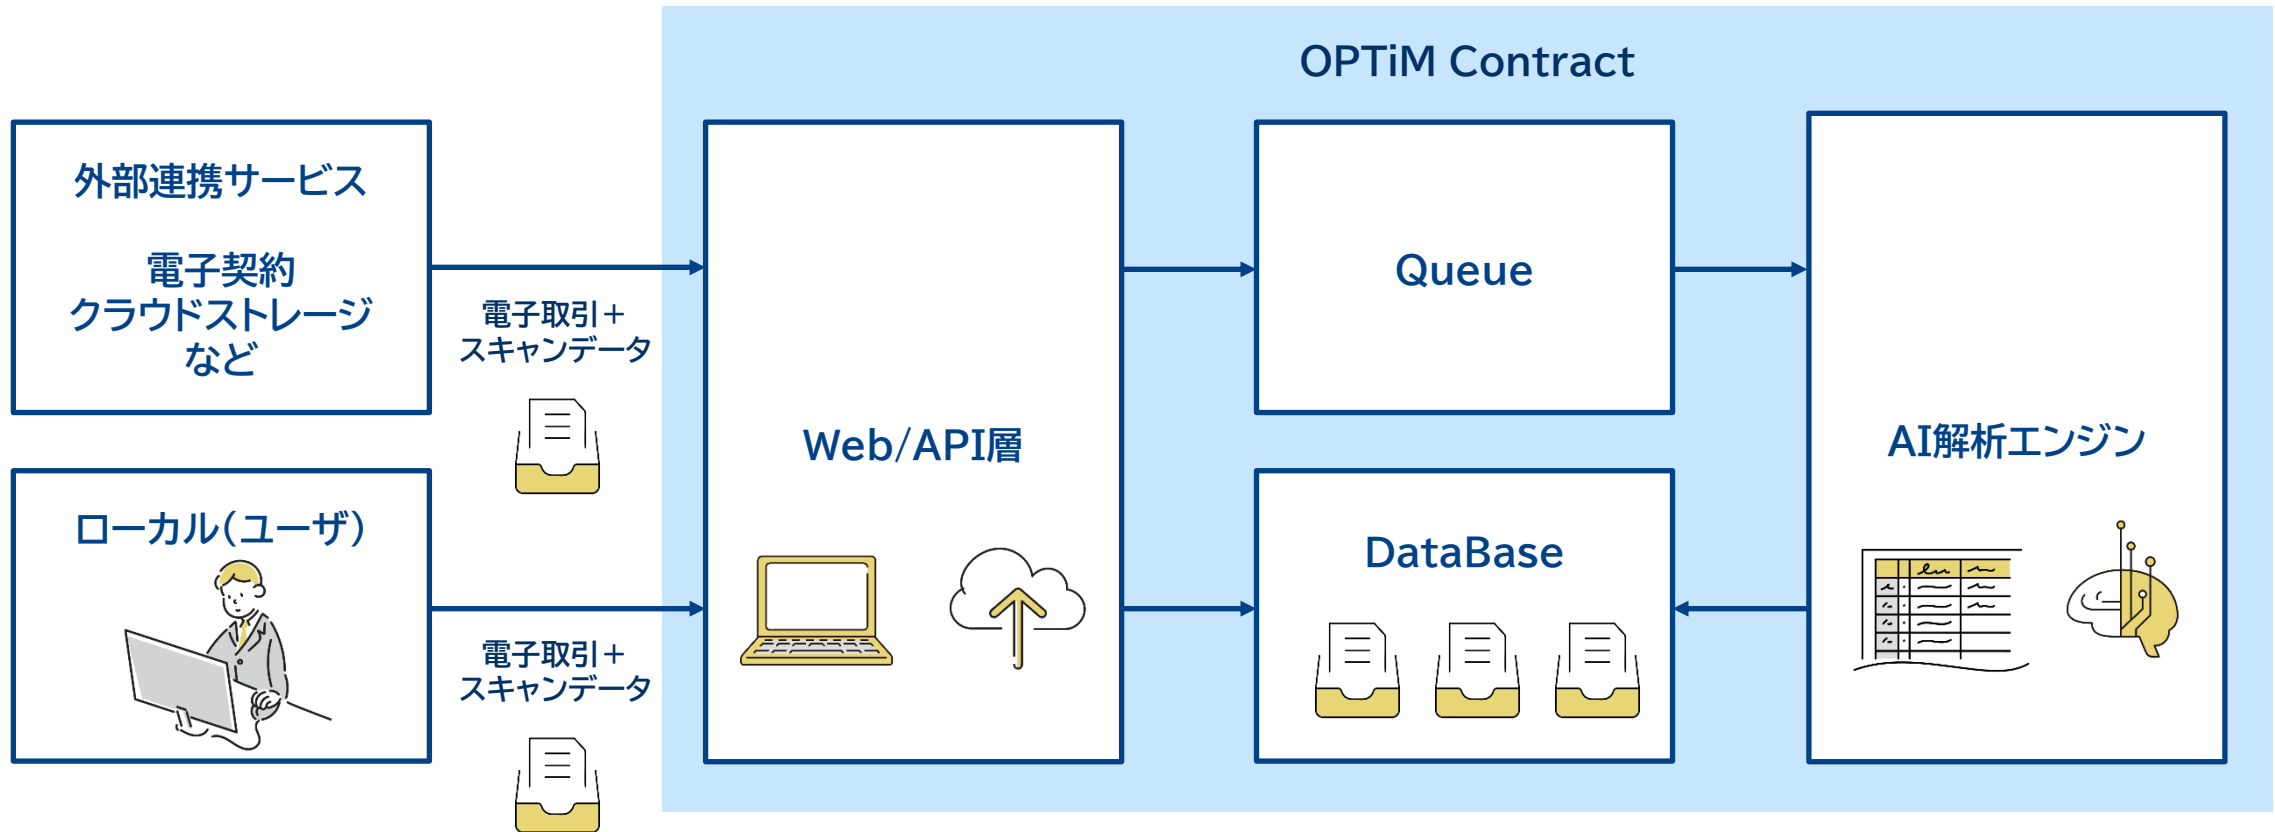 OPTiM Contract
外部連携サービス
電子契約
クラウドストレージ
など
電子取引＋
スキャンデータ
ローカル(ユーザ)
電子取引＋
スキャンデータ
Web/API層
Queue
DataBase
AI解析エンジン